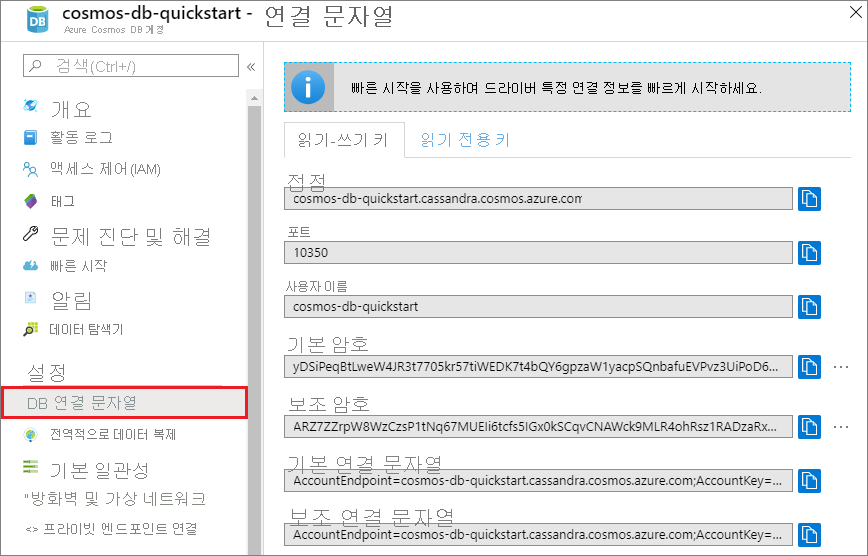 cosmos-db-quickstart - 연결 문자열
Azure Cosmos DB 계정
검색(Ctrl+/)
개요
활동 로그
액세스 제어(IAM)
태그
문제 진단 및 해결
빠른 시작
알림
데이터 탐색기
설정
DB 연결 문자열
전역적으로 데이터 복제
기본 일관성
"방화벽 및 가상 네트워크
<> 프라이빗 엔드포인트 연결
빠른 시작을 사용하며 드라이버 특정 연결 정보를 빠르게 시작하세요.
읽기-쓰기 키
읽기 전용 키
접점
cosmos-db-quickstart.cassandra.cosmos.azure.com
포트
10350
사용자 이름
cosmos-db-quickstart
기본 암호
yDSiPeqBtLweW4JR3t7705kr57tiWEDK7t4bQY6gpzaW1yacpSQnbafuEVPvz3UiPoD6...
보조 암호
ARZ7ZZrpW8WzCzsP1tNq67MUEIi6tcfs5IGx0kSCqvCNAWck9MLR4ohRsz1RADzaRx...
기본 연결 문자열
AccountEndpoint=cosmos-db-quickstart.cassandra.cosmos.azure.com;AccountKey=...
보조 연결 문자열
AccountEndpoint=cosmos-db-quickstart.cassandra.cosmos.azure.com;AccountKey=...